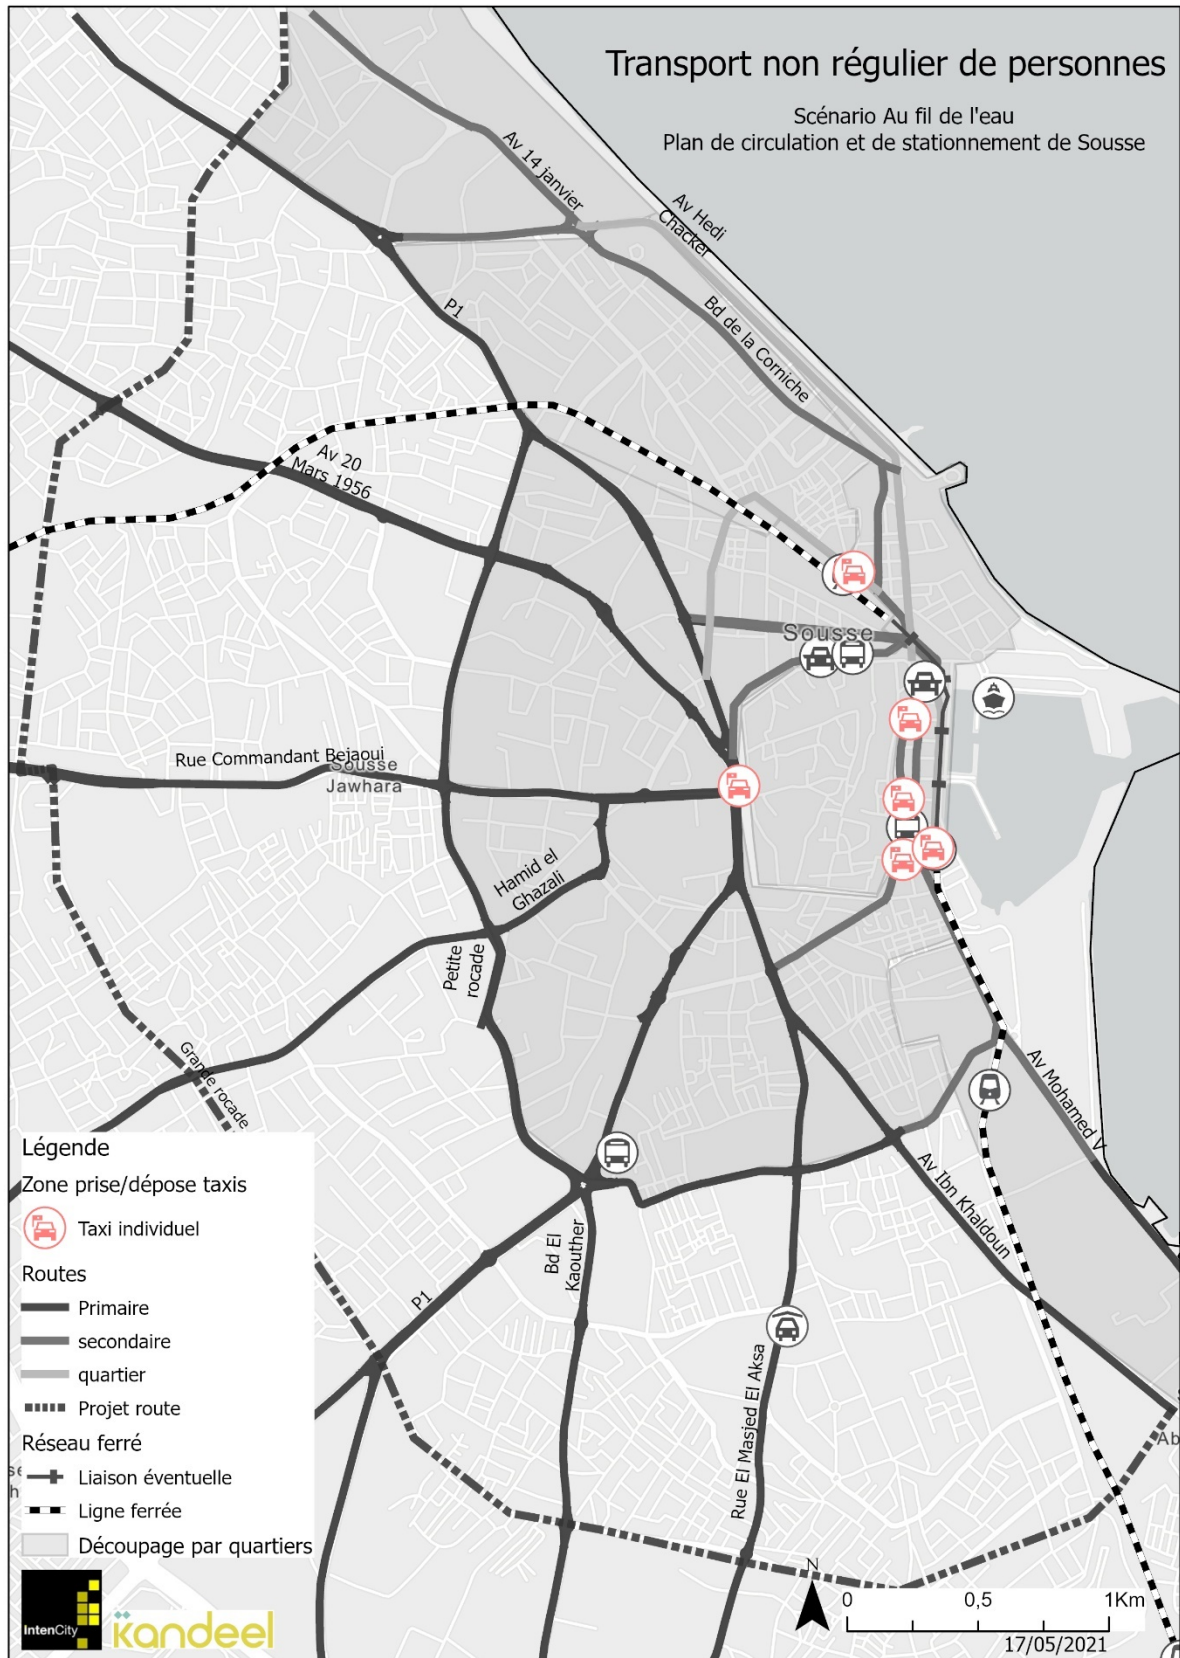 Transport non régulier de personnes
Scénario Au fil de l'eau
Plan de circulation et de stationnement de Sousse
Av 14 janvier
Av Hedi
Chacker
P1
Bd de la Corniche
Av 20
Mars 1956
Sousse
Rue Commandant Bejaoui
Sousse
Jawhara
Hamid el
Ghazali
Petite
rocade
Grande rocade
Av Mohamed V
Av Ibn Khaldoun
Bd El
Kaouther
P1
Rue El Masjed El Aksa
Ab
Légende
Zone prise/dépose taxis
Taxi individuel
Routes
Primaire
secondaire
quartier
Projet route
Réseau ferré
Liaison éventuelle
Ligne ferrée
Découpage par quartiers
IntenCity
kandeel
N
0 0,5 1Km
17/05/2021